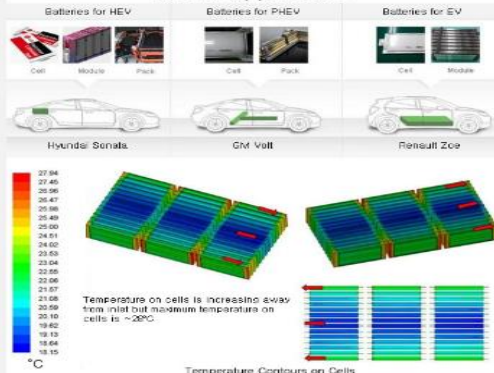 Batteries for HEV
Batteries for PHEV
Batteries for EV
Cell
Module
Pack
Cell
Pack
Cell
Module
Hyundai Sonata
GM Volt
Renault Zoe
27.94
27.45
26.96
26.47
25.98
25.49
25.00
24.51
24.02
23.53
23.04
22.55
22.06
21.57
21.08
20.59
20.10
19.62
19.13
18.64
18.15
°C
Temperature on cells is increasing away
from inlet but maximum temperature on
cells is ~28°C
Temperature Contours on Cells